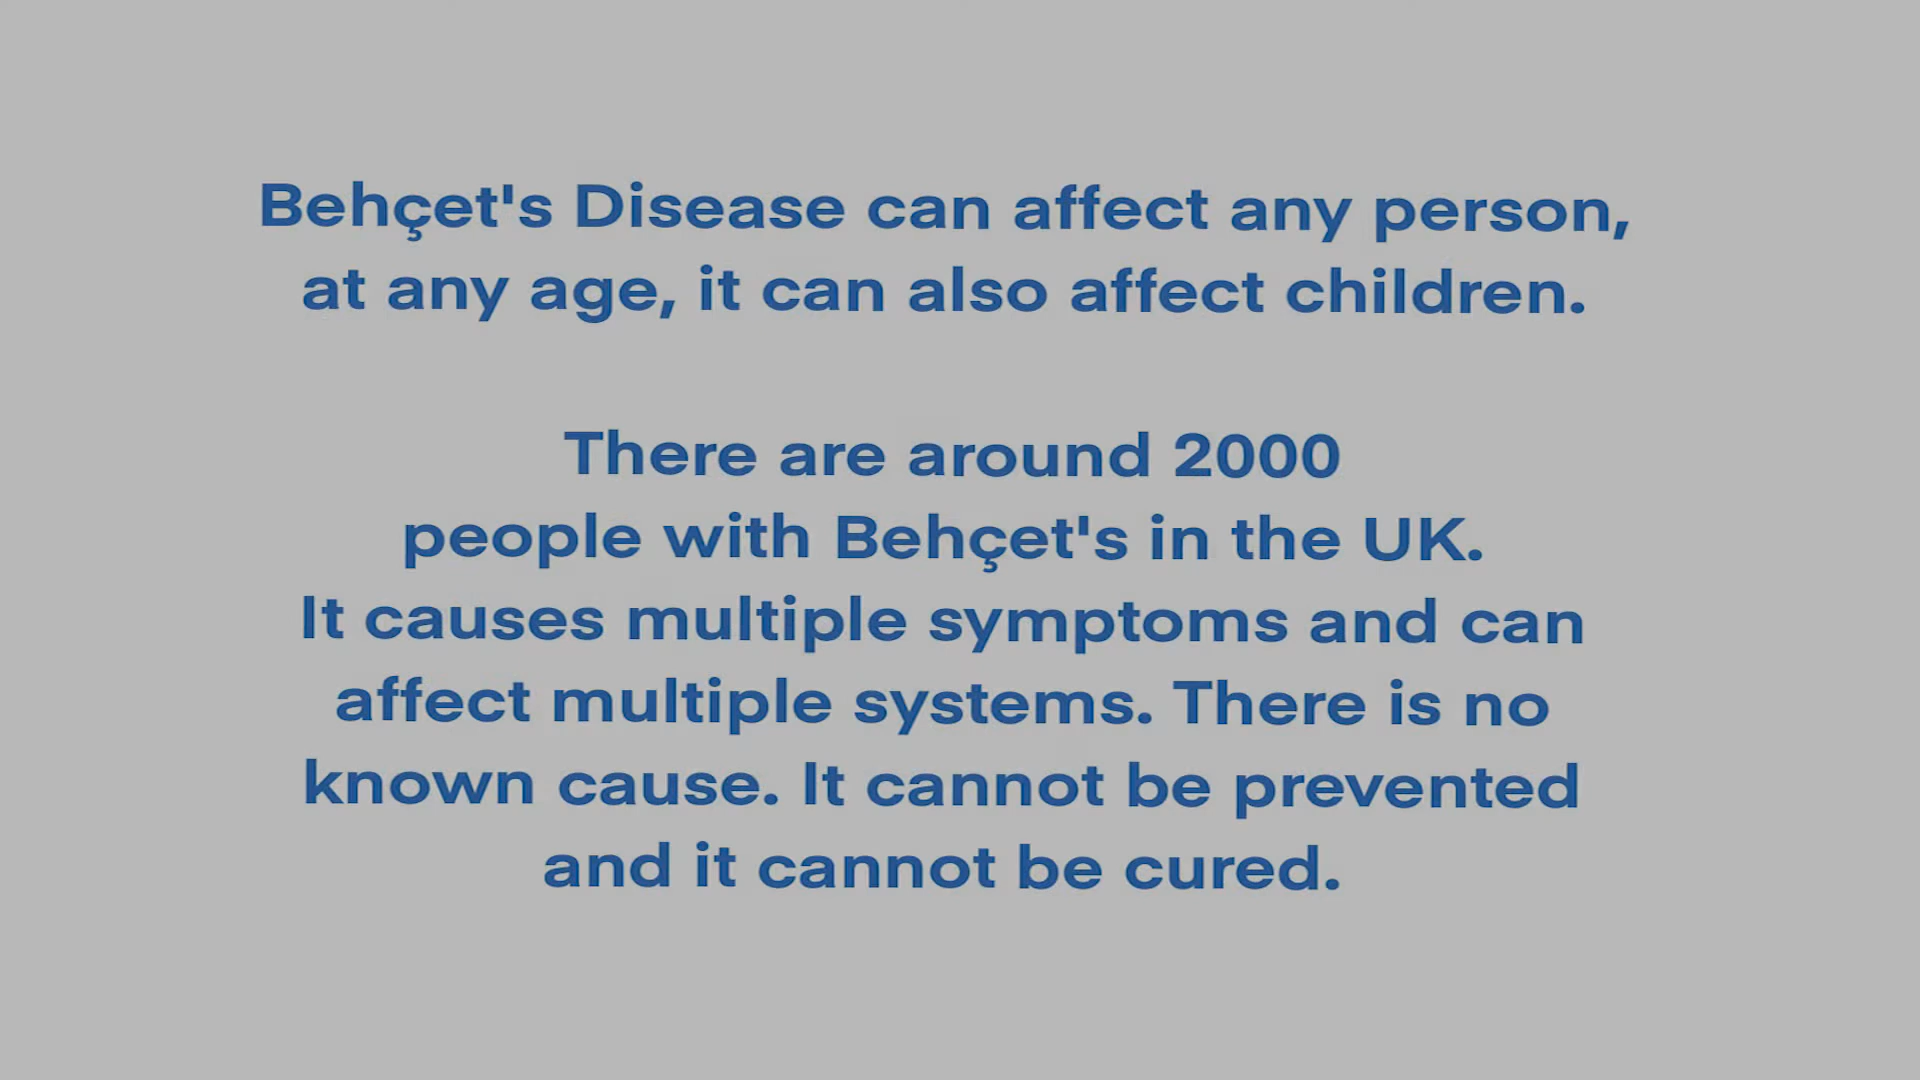 Behçet's Disease can affect any person,
at any age, it can also affect children.
There are around 2000
people with Behçet's in the UK.
It causes multiple symptoms and can
affect multiple systems. There is no
known cause. It cannot be prevented
and it cannot be cured.